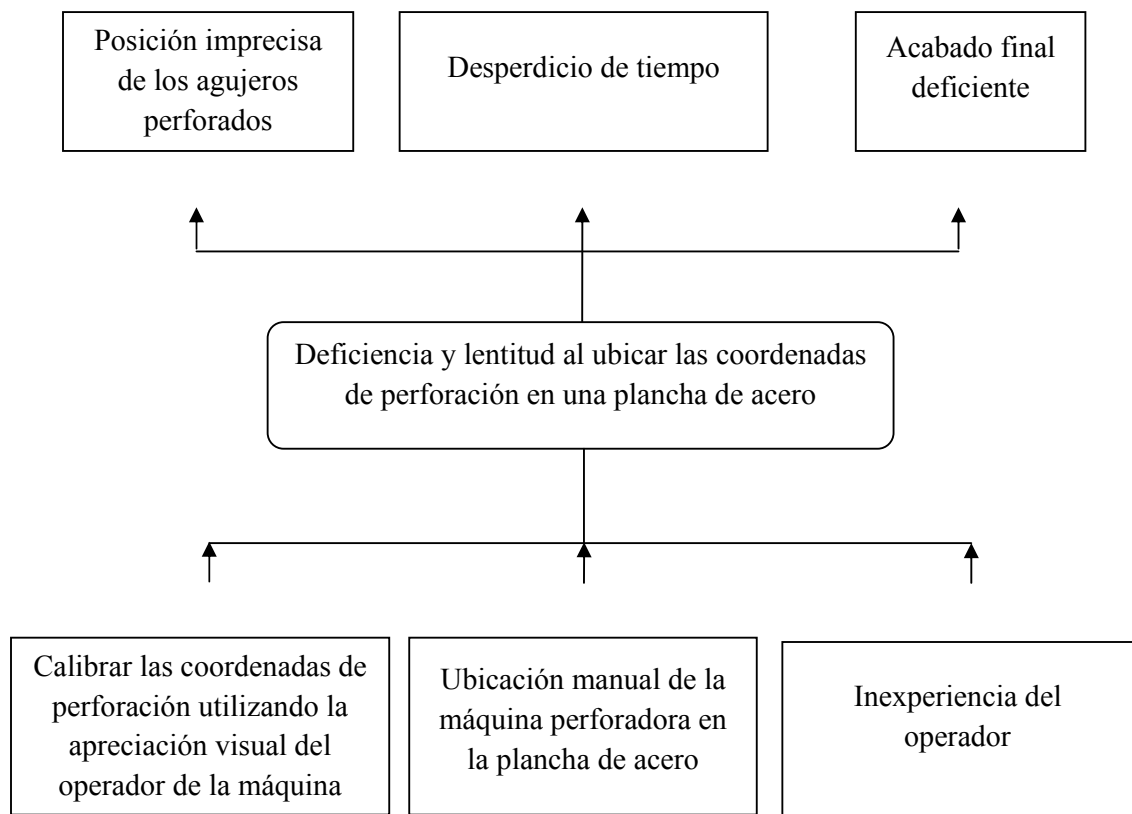 Posición imprecisa
de los agujeros
perforados
Desperdicio de tiempo
Acabado final
deficiente
Deficiencia y lentitud al ubicar las coordenadas
de perforación en una plancha de acero
Calibrar las coordenadas de
perforación utilizando la
apreciación visual del
operador de la máquina
Ubicación manual de la
máquina perforadora en
la plancha de acero
Inexperiencia del
operador